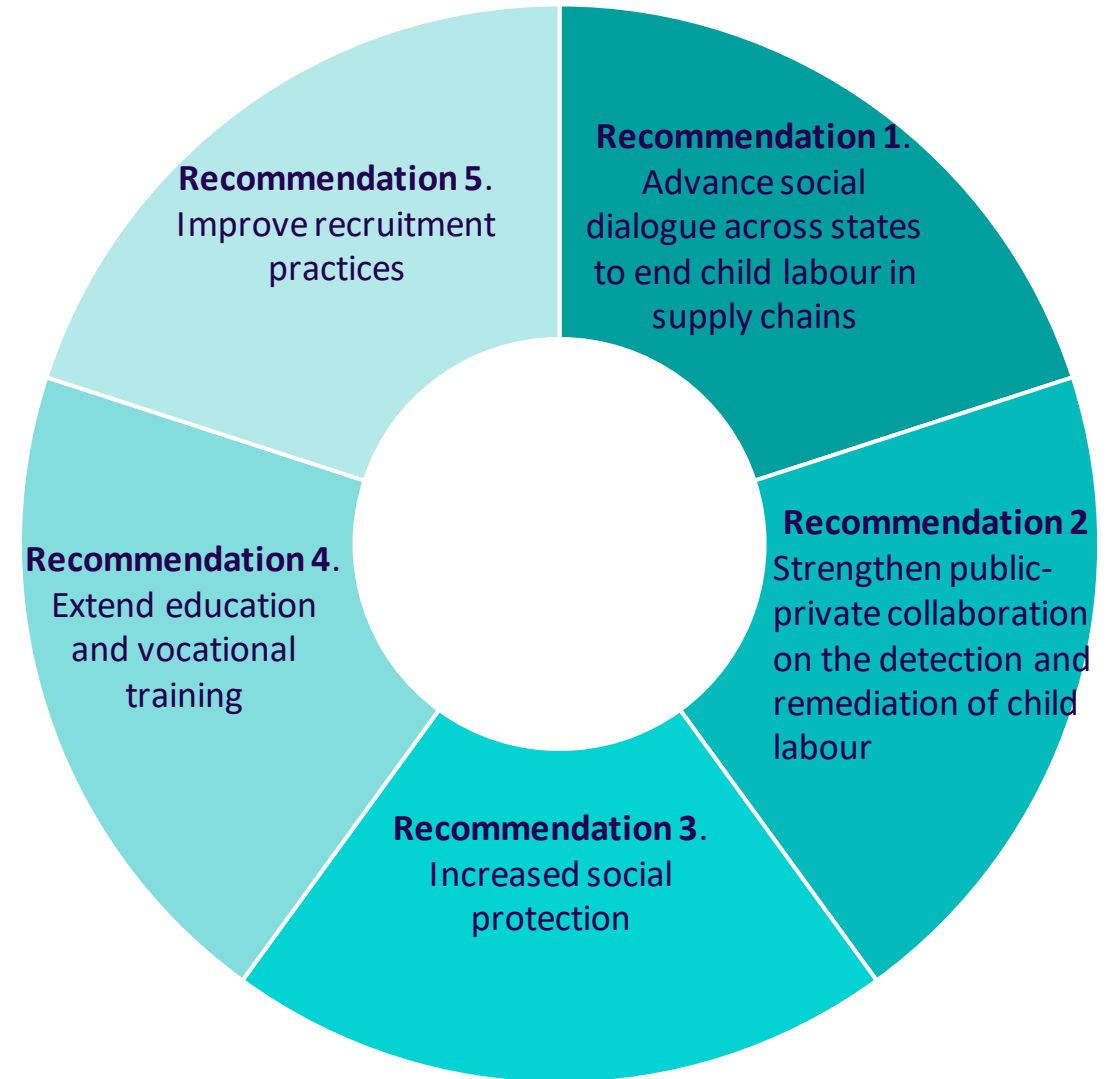 Recommendation 1.
Advance social
dialogue across states
to end child labour in
supply chains
Recommendation 2
Strengthen public-
private collaboration
on the detection and
remediation of child
labour
Recommendation 3.
Increased social
protection
Recommendation 4.
Extend education
and vocational
training
Recommendation 5.
Improve recruitment
practices